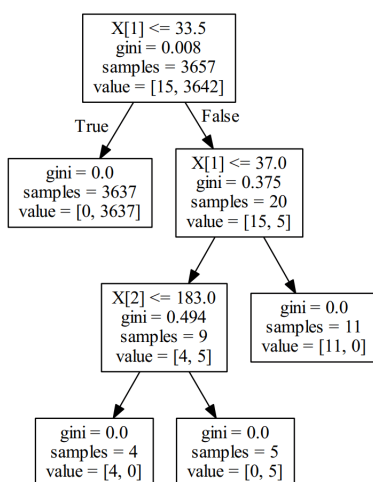 X[1] <= 33.5
gini = 0.008
samples = 3657
value = [15, 3642]
True
False
gini = 0.0
samples = 3637
value = [0, 3637]
X[1] <= 37.0
gini = 0.375
samples = 20
value = [15, 5]
X[2] <= 183.0
gini = 0.494
samples = 9
value = [4, 5]
gini = 0.0
samples = 11
value = [11, 0]
gini = 0.0
samples = 4
value = [4, 0]
gini = 0.0
samples = 5
value = [0, 5]